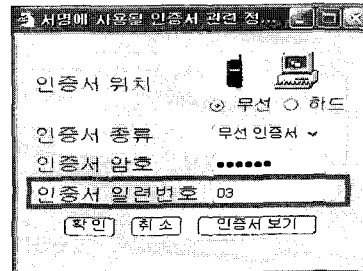 서명에 사용될 인증서 관련 정...
인증서 위치
무선 하드
인증서 종류 무선 인증서
인증서 암호 ••••••
인증서 일련번호 03
확인 취소 인증서 보기